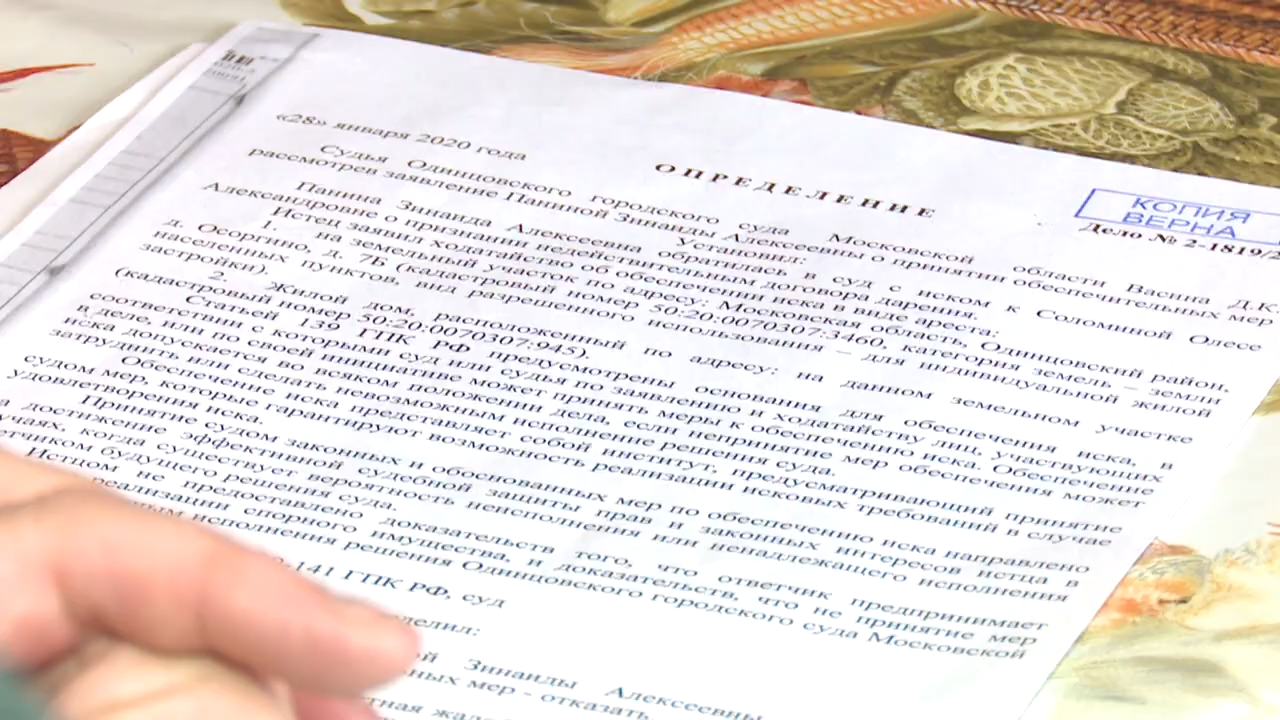 КОПИЯ
ВЕРНА
Дело № 2-1819/2
ОПРЕДЕЛЕНИЕ
«28» января 2020 года
Судья Одинцовского городского суда Московской области Васина Д.К.
рассмотрев заявление Паниной Зинаиды Алексеевны о принятии обеспечительных мер
Установил:
Панина Зинаида Алексеевна обратилась в суд с иском к Соломиной Олесе
Александровне о признании недействительным договора дарения.
Истец заявил ходатайство об обеспечении иска в виде ареста:
1. на земельный участок по адресу: Московская область, Одинцовский район,
д. Осоргино, д. 7Б (кадастровый номер 50:20:0070307:3460, категория земель – земли
населенных пунктов, вид разрешенного использования – для индивидуальной жилой
застройки).
2. Жилой дом, расположенный по адресу: на данном земельном участке
(кадастровый номер 50:20:0070307:945).
Статьей 139 ГПК РФ предусмотрены основания для обеспечения иска, в
соответствии с которыми суд или судья по заявлению и ходатайству лиц, участвующих
в деле, или по своей инициативе может принять меры к обеспечению иска. Обеспечение
иска допускается во всяком положении дела, если непринятие мер обеспечения может
затруднить или сделать невозможным исполнение решения суда.
Обеспечение иска представляет собой институт, предусматривающий принятие
судом мер, которые гарантируют возможность реализации исковых требований в случае
удовлетворения иска.
Принятие судом законных и обоснованных мер по обеспечению иска направлено
а достижение эффективной судебной защиты прав и законных интересов истца в
учаях, когда существует вероятность неисполнения или ненадлежащего исполнения
тчиком будущего решения суда.
Истцом не предоставлено доказательств того, что ответчик предпринимает
реализации спорного имущества, и доказательств, что не принятие мер
ным исполнения решения Одинцовского городского суда Московской
141 ГПК РФ, суд
делил:
ой Зинаиды Алексеевны
ных мер - отказать